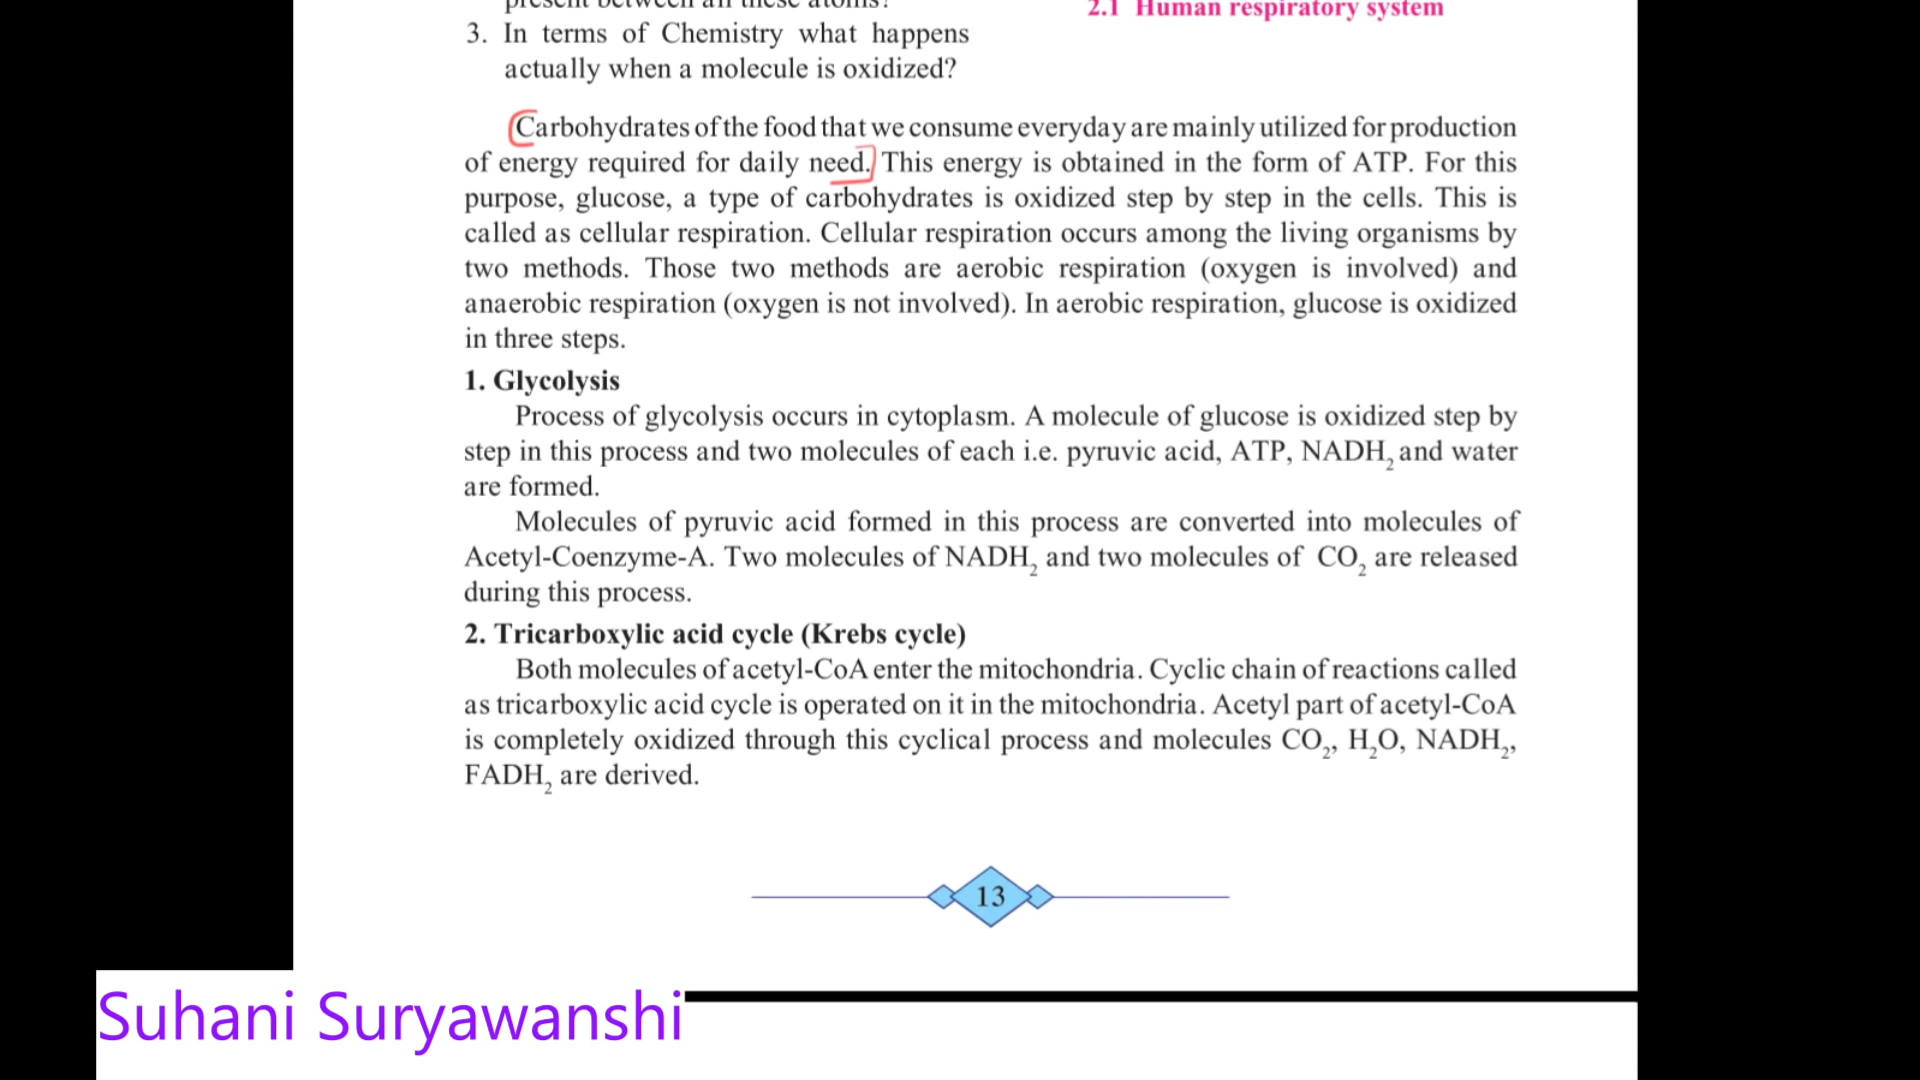 present between all these atoms?
2.1 Human respiratory system
3. In terms of Chemistry what happens
actually when a molecule is oxidized?
Carbohydrates of the food that we consume everyday are mainly utilized for production
of energy required for daily need. This energy is obtained in the form of ATP. For this
purpose, glucose, a type of carbohydrates is oxidized step by step in the cells. This is
called as cellular respiration. Cellular respiration occurs among the living organisms by
two methods. Those two methods are aerobic respiration (oxygen is involved) and
anaerobic respiration (oxygen is not involved). In aerobic respiration, glucose is oxidized
in three steps.
1. Glycolysis
Process of glycolysis occurs in cytoplasm. A molecule of glucose is oxidized step by
step in this process and two molecules of each i.e. pyruvic acid, ATP, NADH₂ and water
are formed.
Molecules of pyruvic acid formed in this process are converted into molecules of
Acetyl-Coenzyme-A. Two molecules of NADH₂ and two molecules of CO₂ are released
during this process.
2. Tricarboxylic acid cycle (Krebs cycle)
Both molecules of acetyl-CoA enter the mitochondria. Cyclic chain of reactions called
as tricarboxylic acid cycle is operated on it in the mitochondria. Acetyl part of acetyl-CoA
is completely oxidized through this cyclical process and molecules CO₂, H₂O, NADH₂,
FADH₂ are derived.
13
Suhani Suryawanshi